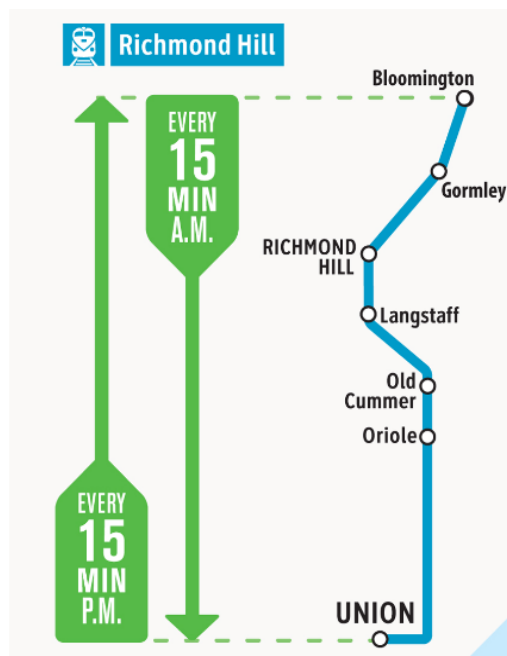 Richmond Hill
Bloomington
EVERY
15
MIN
A.M.
Gormley
RICHMOND
HILL
Langstaff
Old
Cummer
Oriole
EVERY
15
MIN
P.M.
UNION